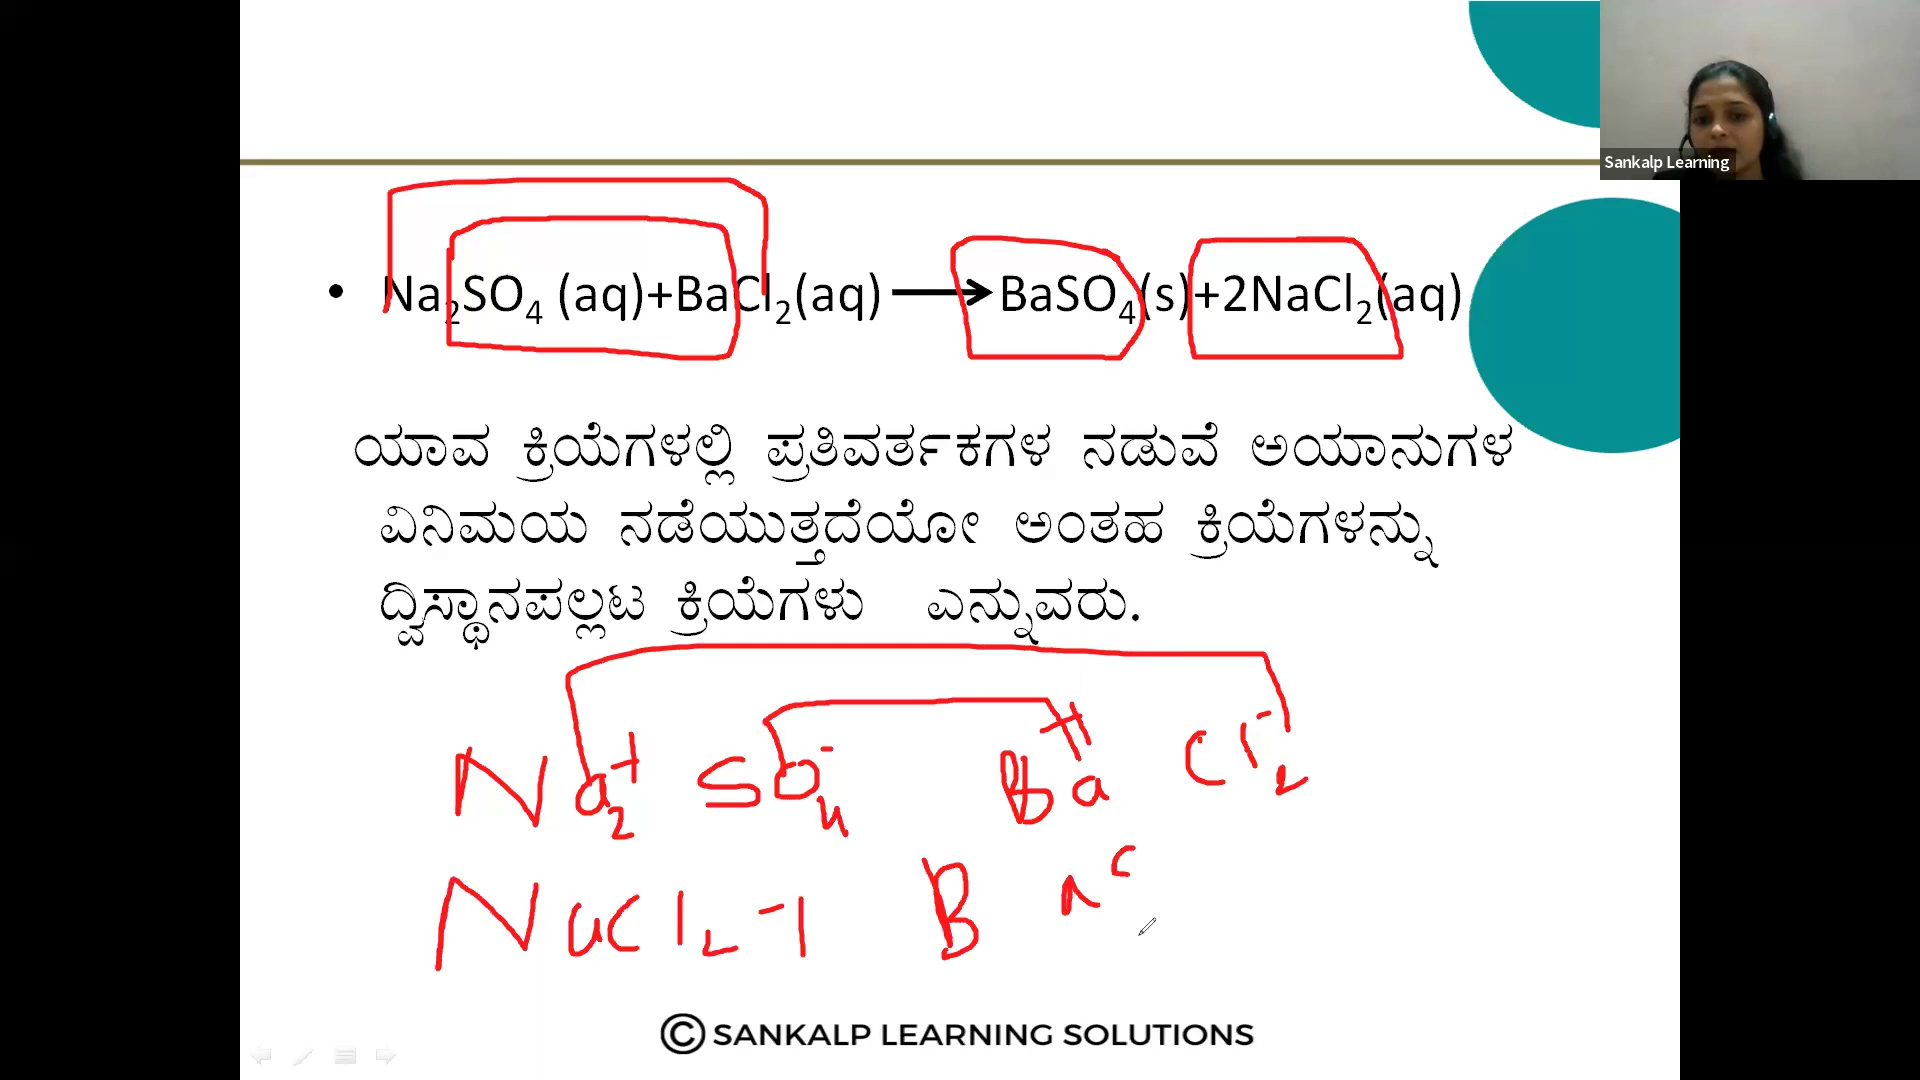 Sankalp Learning
• Na₂SO₄ (aq)+BaCl₂(aq) ⟶ BaSO₄(s)+2NaCl₂(aq)
ಯಾವ ಕ್ರಿಯೆಗಳಲ್ಲಿ ಪ್ರತಿವರ್ತಕಗಳ ನಡುವೆ ಅಯಾನುಗಳ
ವಿನಿಮಯ ನಡೆಯುತ್ತದೆಯೋ ಅಂತಹ ಕ್ರಿಯೆಗಳನ್ನು
ದ್ವಿಸ್ಥಾನಪಲ್ಲಟ ಕ್ರಿಯೆಗಳು ಎನ್ನುವರು.
Na₂⁺ SO₄⁻ Ba⁺⁺ Cl₂⁻
NaCl₂ + Ba
© SANKALP LEARNING SOLUTIONS